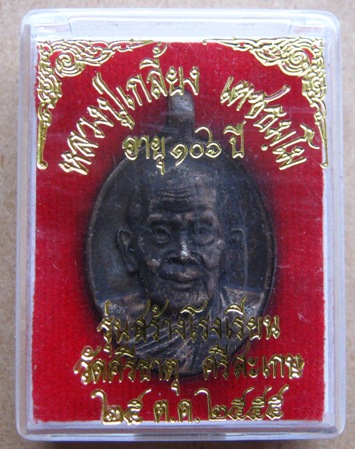 หลวงปู่เกลี้ยง เตชธมฺโม
อายุ ๑๐๖ ปี
รุ่นสร้างโรงเรียน
วัดศรีธาตุ ศรีสะเกษ
๒๕ ต.ค. ๒๕๕๕